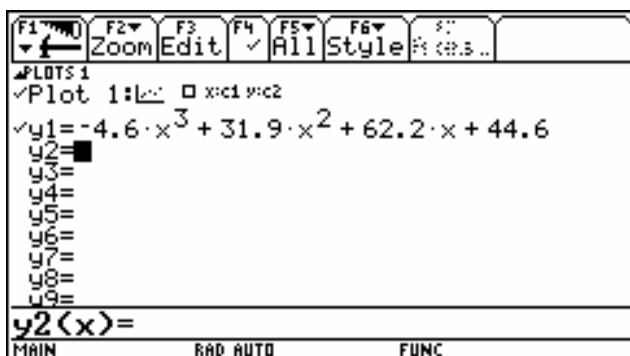 F1 F2 Zoom F3 Edit F4 ✓ F5 All F6 Style
PLOTS 1
✓Plot 1: x:c1 y:c2
✓y1=⁻4.6·x³+31.9·x²+62.2·x+44.6
y2=
y3=
y4=
y5=
y6=
y7=
y8=
y9=
y2(x)=
MAIN RAD AUTO FUNC